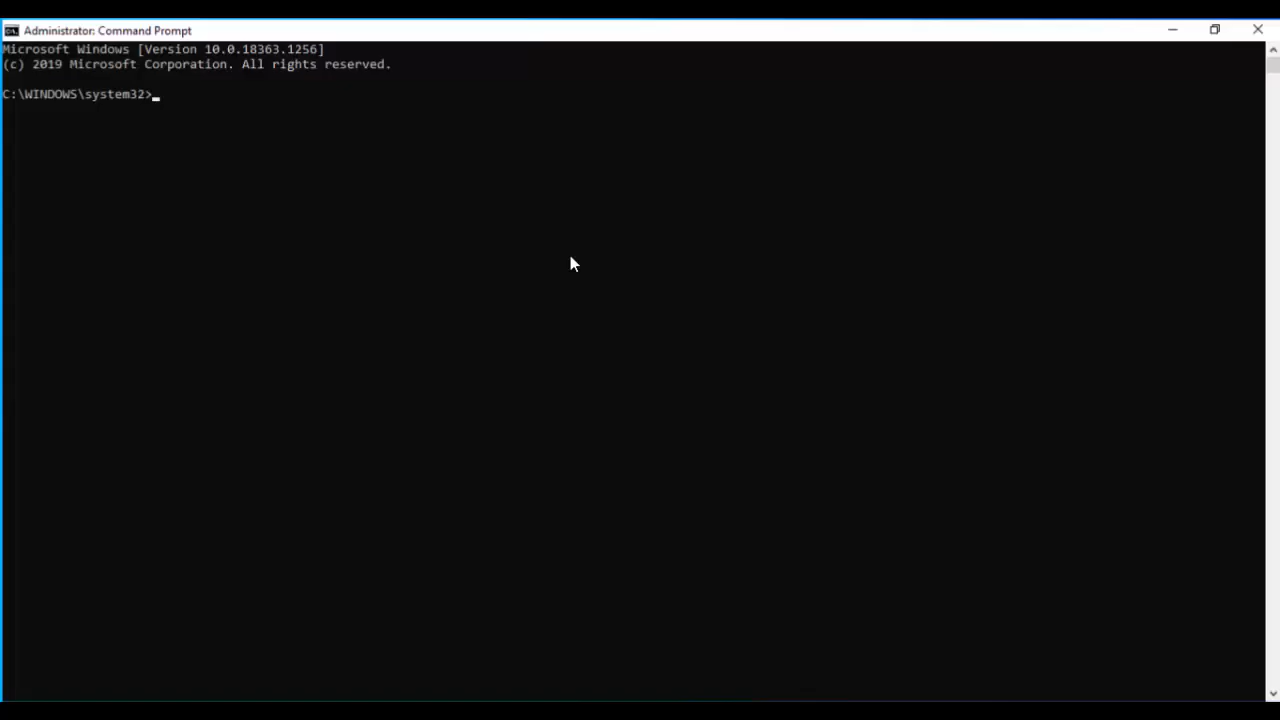 Administrator: Command Prompt
Microsoft Windows [Version 10.0.18363.1256]
(c) 2019 Microsoft Corporation. All rights reserved.
C:\WINDOWS\system32>